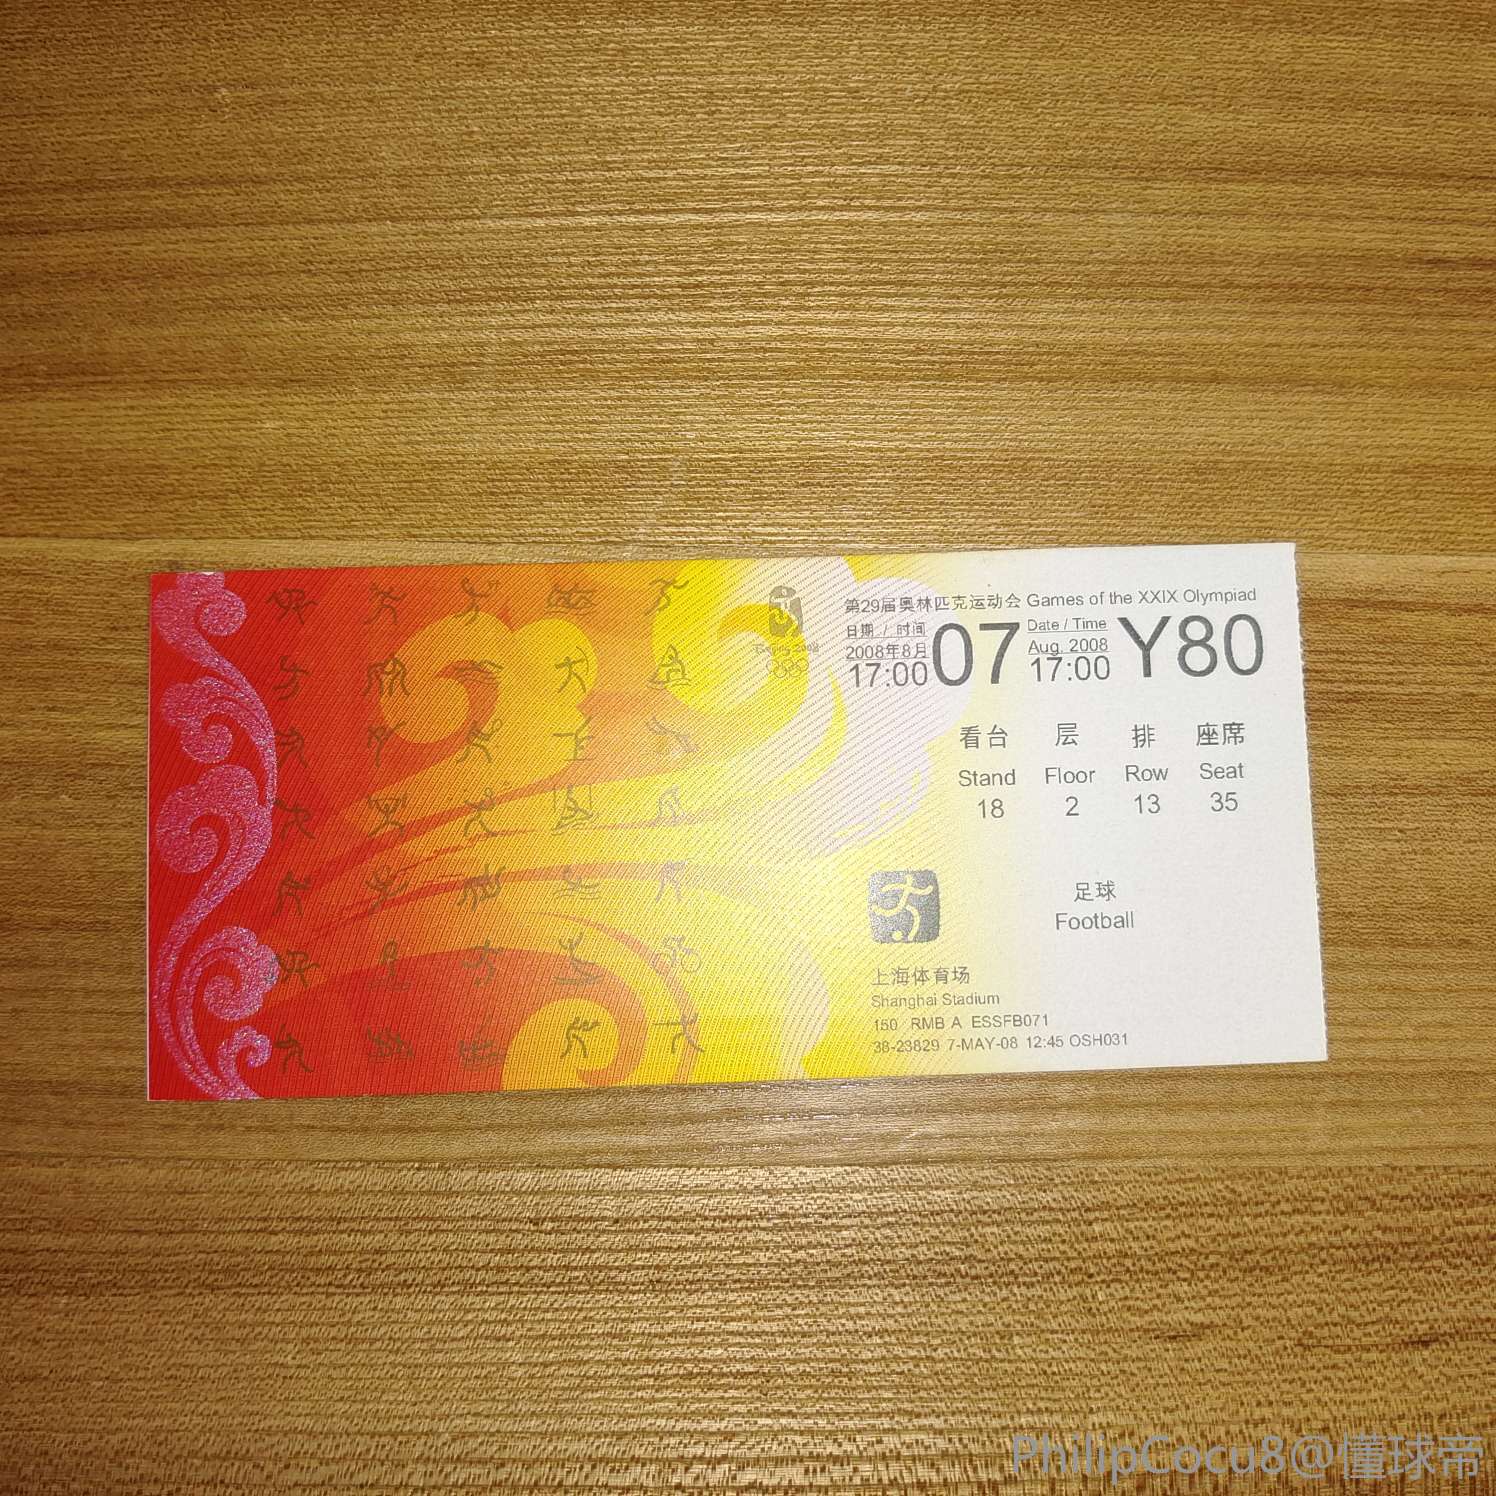 Beijing 2008
第29届奥林匹克运动会 Games of the XXIX Olympiad
日期 / 时间 07 Date / Time Y80
2008年8月 Aug. 2008
17:00 17:00
看台 层 排 座席
Stand Floor Row Seat
18 2 13 35
足球
Football
上海体育场
Shanghai Stadium
150 RMB A ESSFB071
38-23829 7-MAY-08 12:45 OSH031
PhilipCocu8@懂球帝